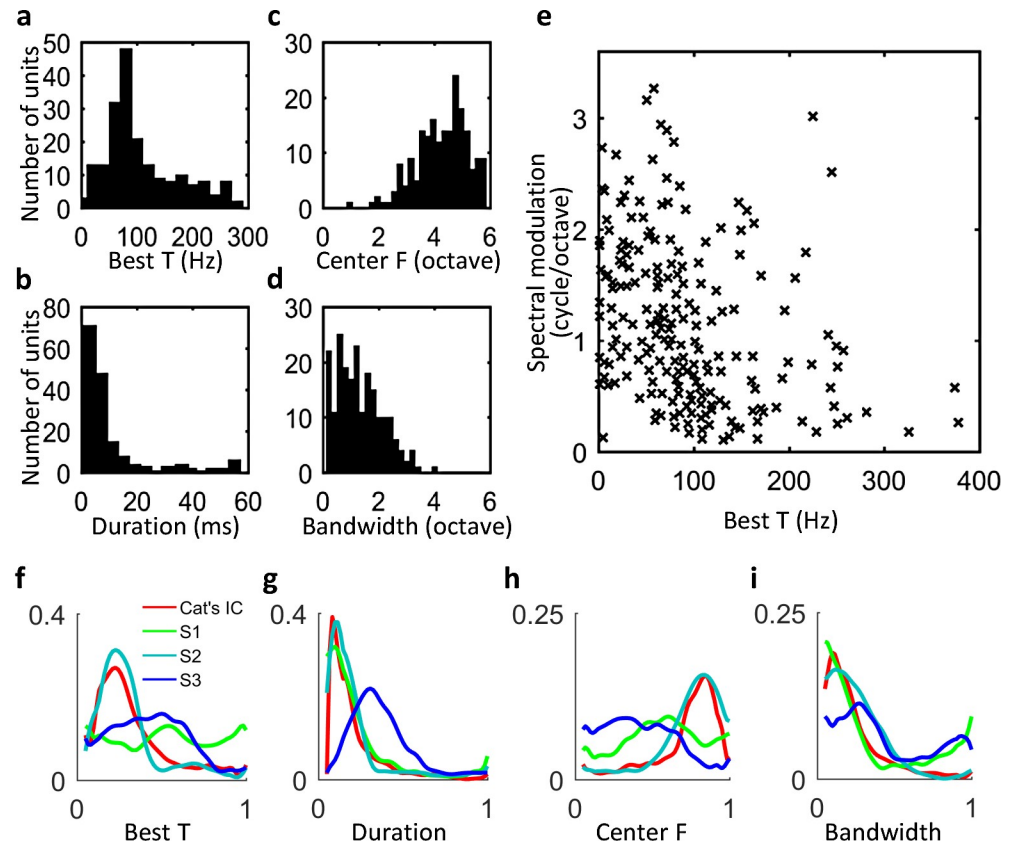 a
50
40
30
20
10
0
Number of units
0 100 200 300
Best T (Hz)
c
30
20
10
0
0 2 4 6
Center F (octave)
b
80
60
40
20
0
Number of units
0 20 40 60
Duration (ms)
d
30
20
10
0
0 2 4 6
Bandwidth (octave)
e
3
2
1
0
Spectral modulation
(cycle/octave)
0 100 200 300 400
Best T (Hz)
f
0.4
0
0 1
Best T
Cat's IC
S1
S2
S3
g
0.4
0
0 1
Duration
h
0.25
0
0 1
Center F
i
0.25
0
0 1
Bandwidth